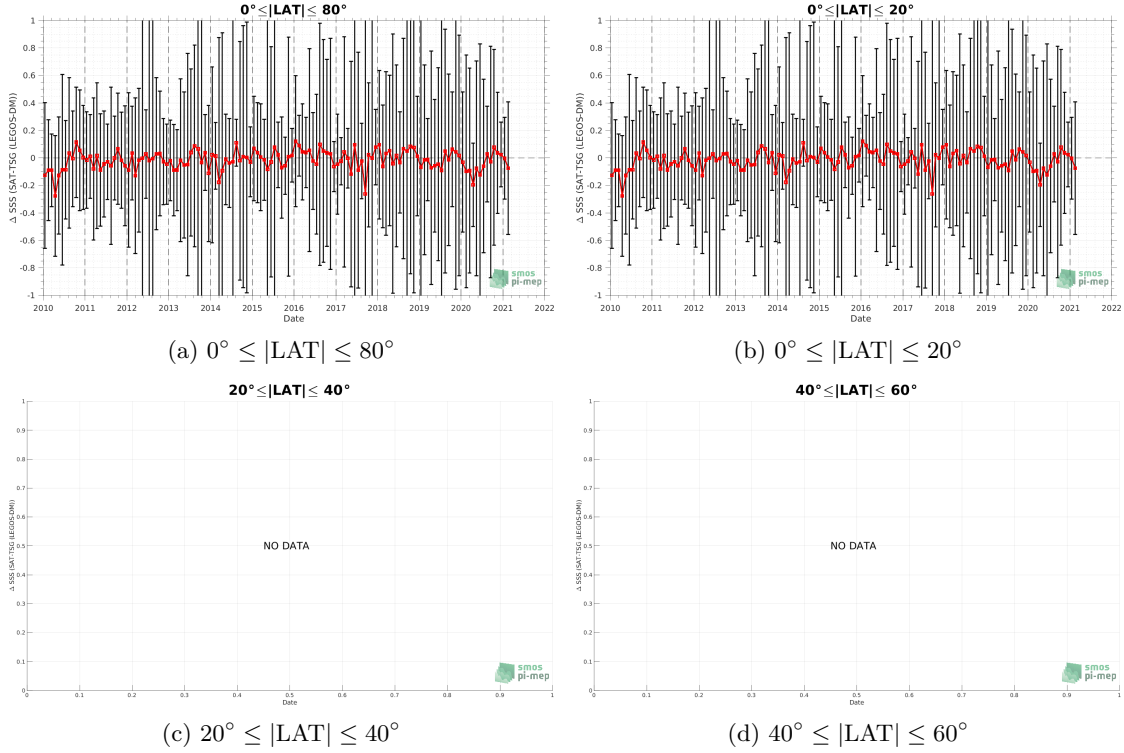 0°≤|LAT|≤ 80°
1
0.8
0.6
0.4
0.2
0
-0.2
-0.4
-0.6
-0.8
-1
Δ SSS (SAT-TSG (LEGOS-DM))
2010 2011 2012 2013 2014 2015 2016 2017 2018 2019 2020 2021 2022
Date
smos
pi-mep
(a) 0° ≤ |LAT| ≤ 80°
0°≤|LAT|≤ 20°
1
0.8
0.6
0.4
0.2
0
-0.2
-0.4
-0.6
-0.8
-1
Δ SSS (SAT-TSG (LEGOS-DM))
2010 2011 2012 2013 2014 2015 2016 2017 2018 2019 2020 2021 2022
Date
smos
pi-mep
(b) 0° ≤ |LAT| ≤ 20°
20°≤|LAT|≤ 40°
1
0.9
0.8
0.7
0.6
0.5
0.4
0.3
0.2
0.1
0
Δ SSS (SAT-TSG (LEGOS-DM))
NO DATA
0 0.1 0.2 0.3 0.4 0.5 0.6 0.7 0.8 0.9 1
Date
smos
pi-mep
(c) 20° ≤ |LAT| ≤ 40°
40°≤|LAT|≤ 60°
1
0.9
0.8
0.7
0.6
0.5
0.4
0.3
0.2
0.1
0
Δ SSS (SAT-TSG (LEGOS-DM))
NO DATA
0 0.1 0.2 0.3 0.4 0.5 0.6 0.7 0.8 0.9 1
Date
smos
pi-mep
(d) 40° ≤ |LAT| ≤ 60°